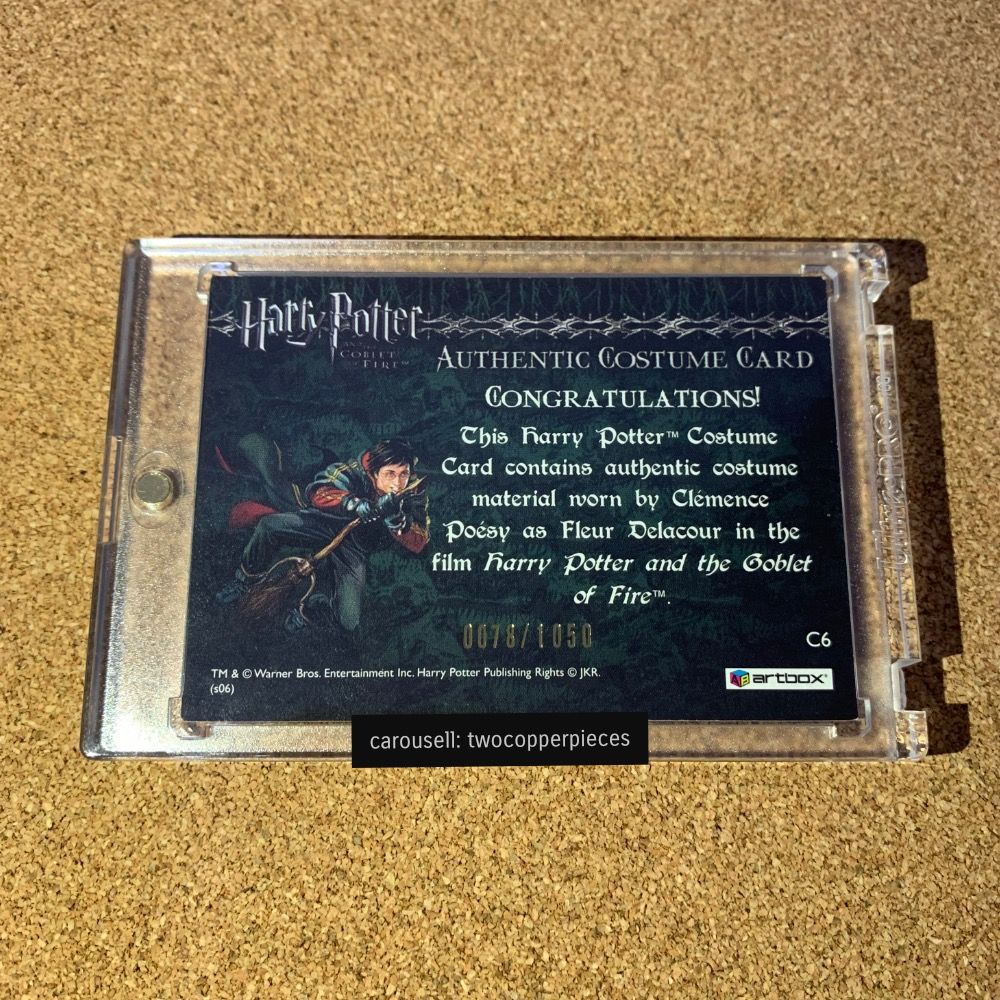 Harry Potter
AND THE
GOBLET
OF FIRE™
AUTHENTIC COSTUME CARD
CONGRATULATIONS!
This Harry Potter™ Costume
Card contains authentic costume
material worn by Clémence
Poésy as Fleur Delacour in the
film Harry Potter and the Goblet
of Fire™.
/1050
C6
TM & © Warner Bros. Entertainment Inc. Harry Potter Publishing Rights © JKR.
(s06)
artbox®
carousell: twocopperpieces